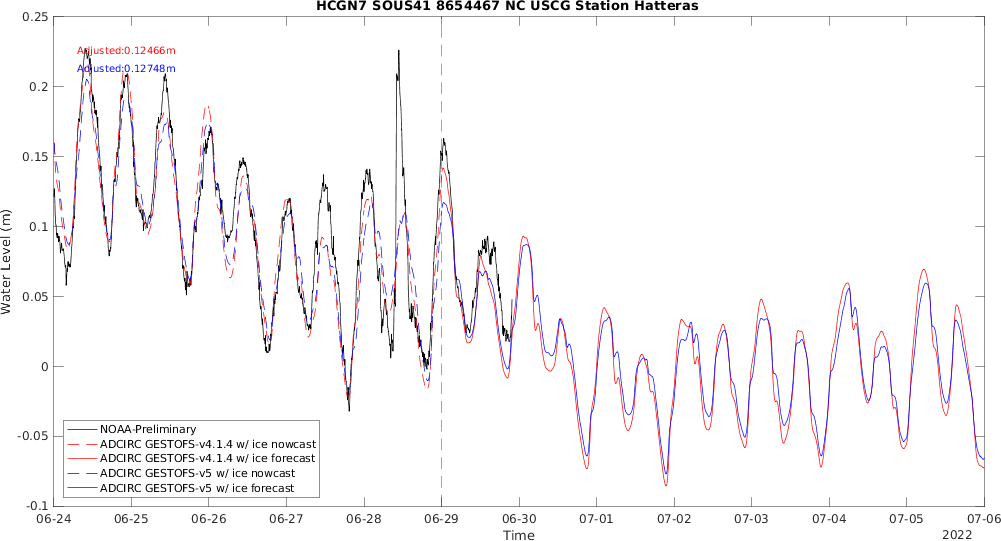 HCGN7 SOUS41 8654467 NC USCG Station Hatteras
0.25
0.2
0.15
0.1
0.05
0
-0.05
-0.1
Water Level (m)
Adjusted:0.12466m
Adjusted:0.12748m
NOAA-Preliminary
ADCIRC GESTOFS-v4.1.4 w/ ice nowcast
ADCIRC GESTOFS-v4.1.4 w/ ice forecast
ADCIRC GESTOFS-v5 w/ ice nowcast
ADCIRC GESTOFS-v5 w/ ice forecast
06-24 06-25 06-26 06-27 06-28 06-29 06-30 07-01 07-02 07-03 07-04 07-05 07-06
Time
2022